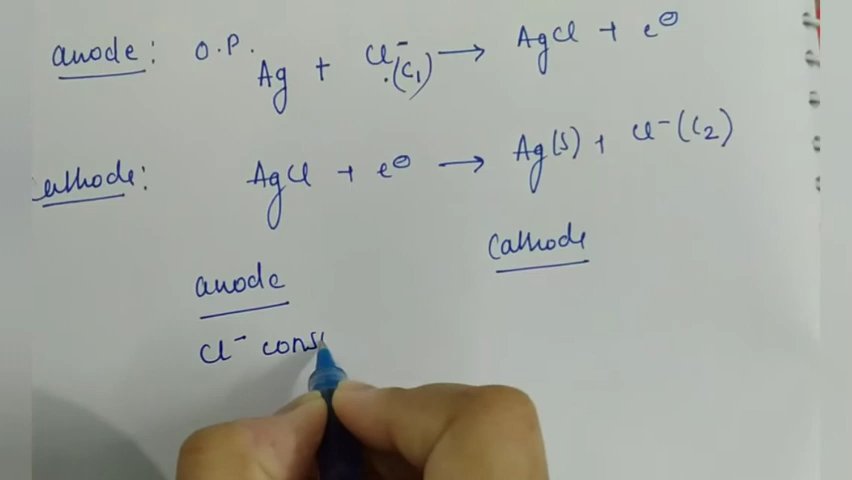 anode: O.P. Ag + Cl⁻(C₁) → AgCl + e⊖
Cathode: AgCl + e⊖ → Ag(s) + Cl⁻(C₂)
Cathode
anode
Cl⁻ cons